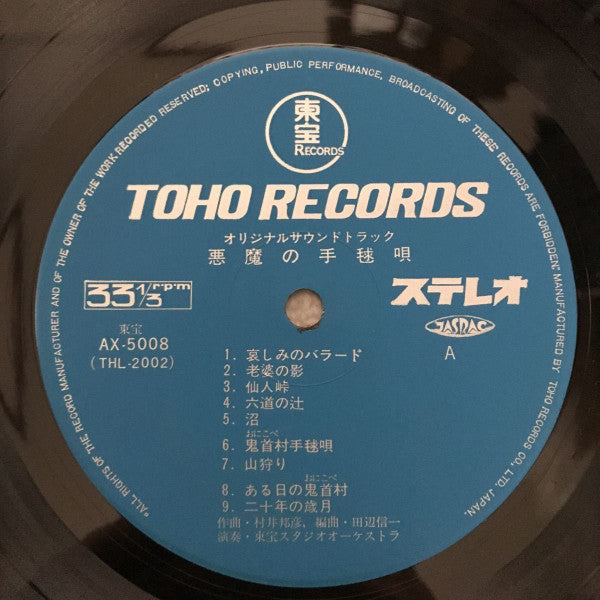 "ALL RIGHTS OF THE RECORD MANUFACTURER AND OF THE OWNER OF THE WORK RECORDED RESERVED: COPYING, PUBLIC PERFORMANCE, BROADCASTING OF THESE RECORDS ARE FORBIDDEN." MANUFACTURED BY TOHO RECORDS CO., LTD. JAPAN.
東宝
RECORDS
TOHO RECORDS
オリジナルサウンドトラック
悪魔の手毬唄
33 1/3 r·p·m
ステレオ
東宝
AX-5008
(THL-2002)
JASRAC
A
1. 哀しみのバラード
2. 老婆の影
3. 仙人峠
4. 六道の辻
5. 沼
おにこべ
6. 鬼首村手毬唄
7. 山狩り
おにこべ
8. ある日の鬼首村
9. 二十年の歳月
作曲・村井邦彦, 編曲・田辺信一
演奏・東宝スタジオオーケストラ